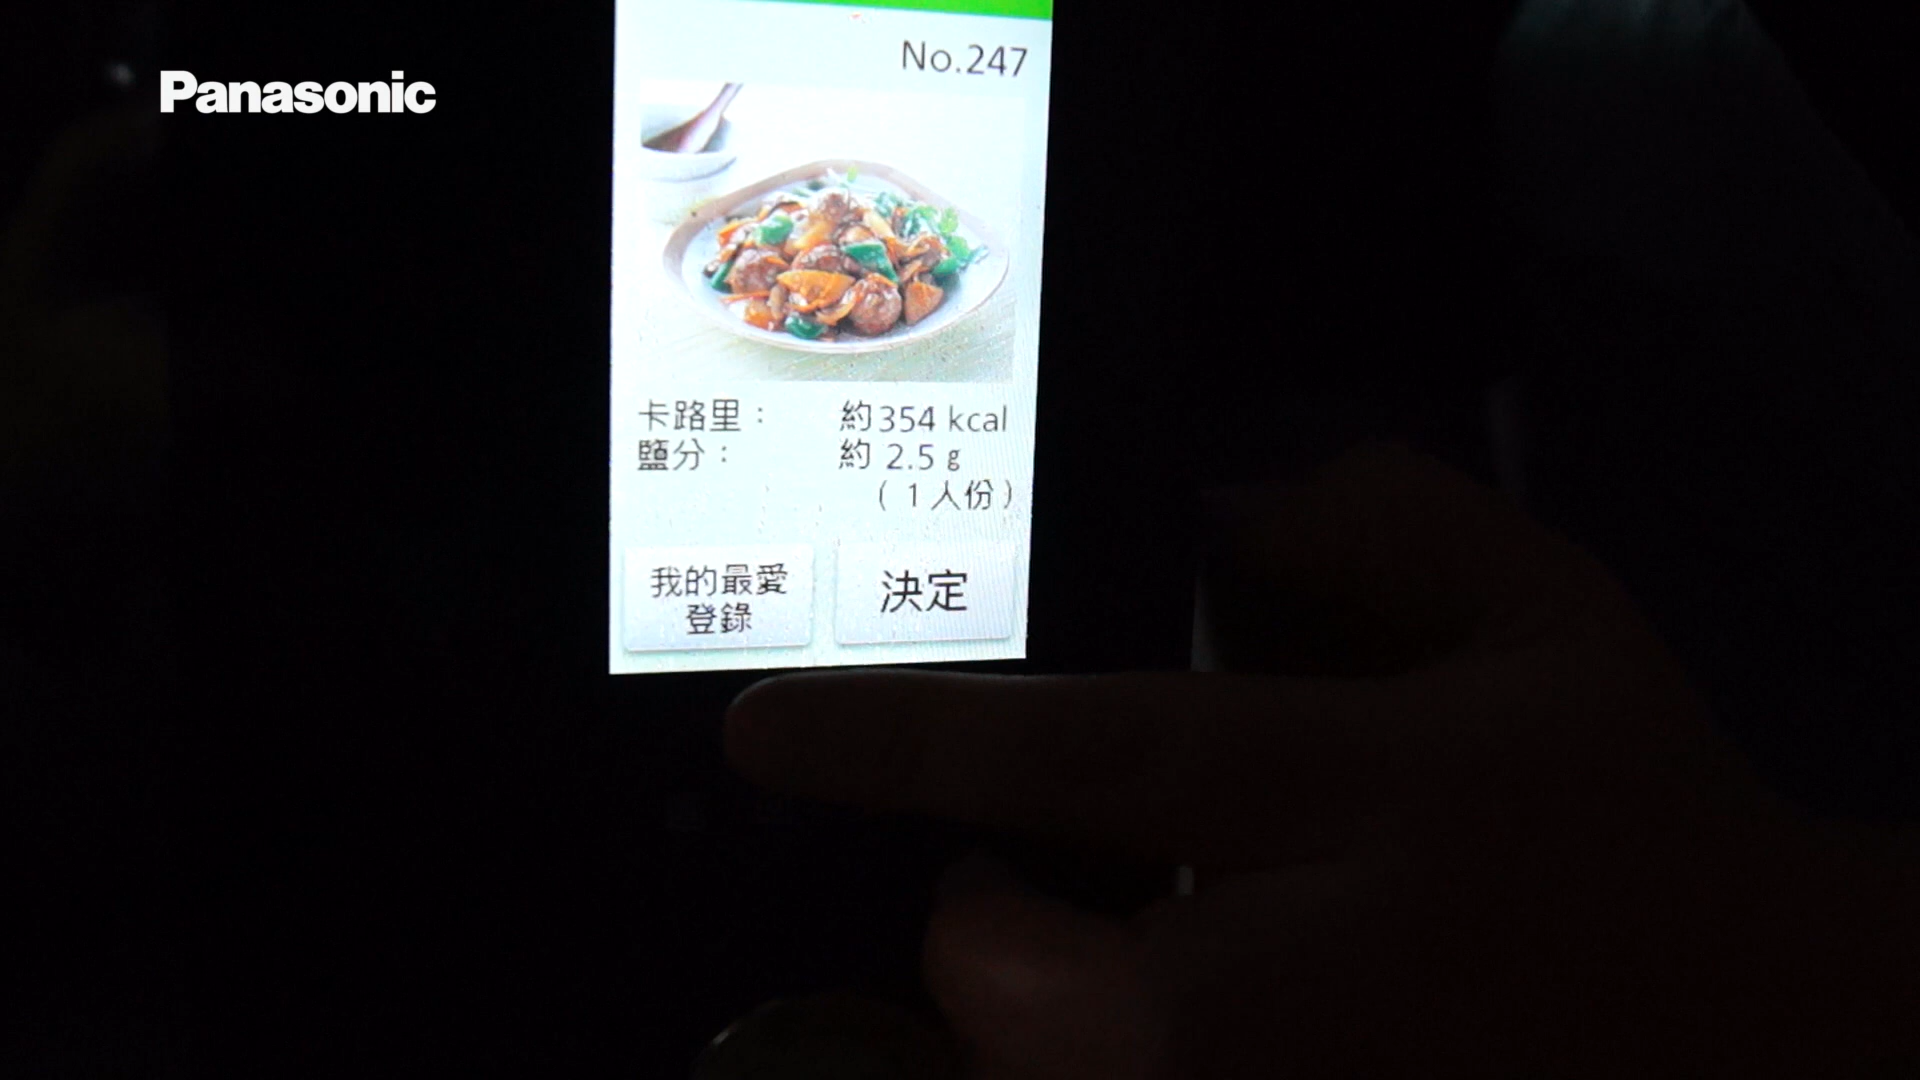 Panasonic
No.247
卡路里： 約354 kcal
鹽分： 約 2.5 g
（1人份）
我的最愛
登錄
決定